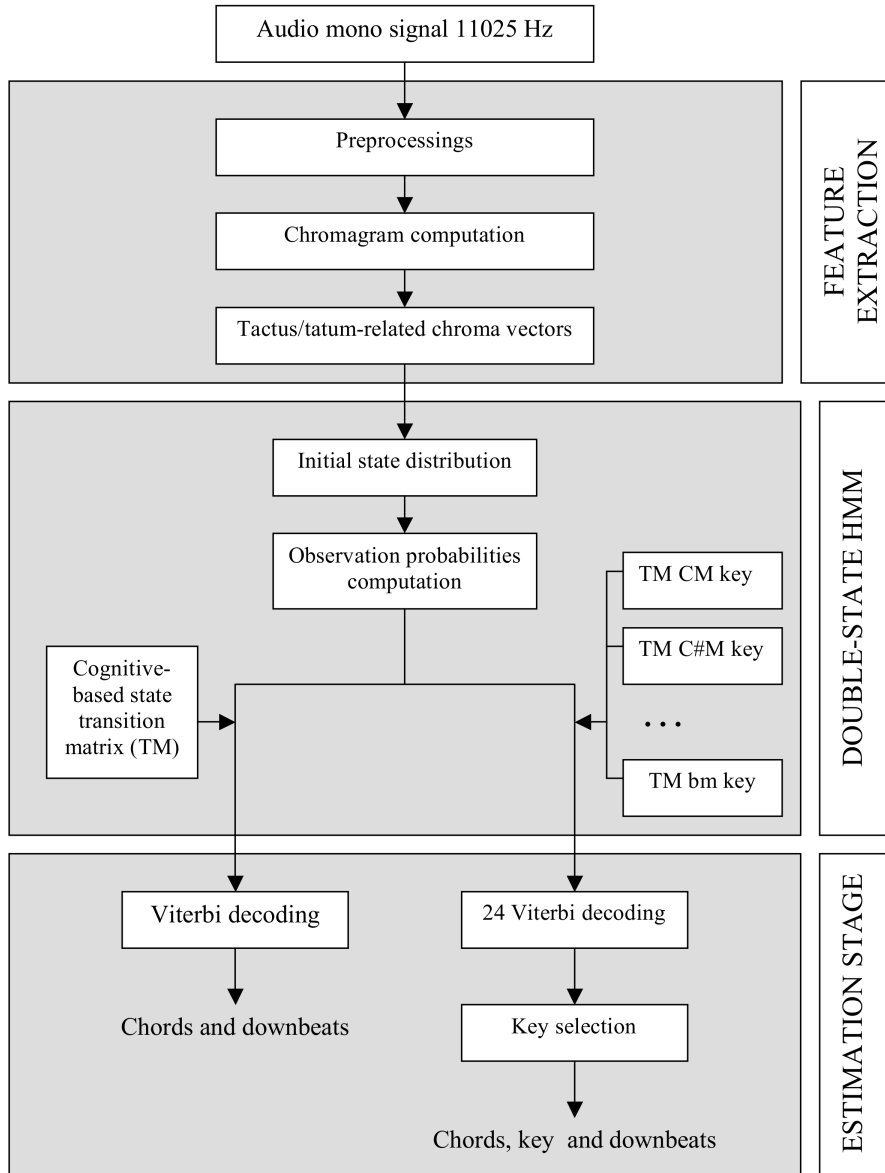 Audio mono signal 11025 Hz
Preprocessings
Chromagram computation
Tactus/tatum-related chroma vectors
FEATURE
EXTRACTION
Initial state distribution
Observation probabilities
computation
Cognitive-
based state
transition
matrix (TM)
TM CM key
TM C#M key
...
TM bm key
DOUBLE-STATE HMM
Viterbi decoding
Chords and downbeats
24 Viterbi decoding
Key selection
Chords, key and downbeats
ESTIMATION STAGE